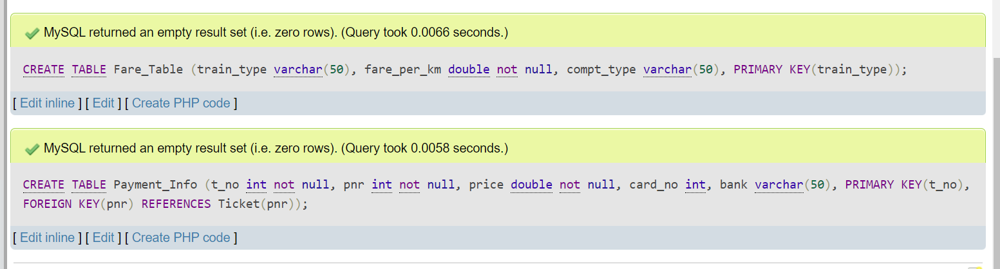 MySQL returned an empty result set (i.e. zero rows). (Query took 0.0066 seconds.)
CREATE TABLE Fare_Table (train_type varchar(50), fare_per_km double not null, compt_type varchar(50), PRIMARY KEY(train_type));
[ Edit inline ] [ Edit ] [ Create PHP code ]
MySQL returned an empty result set (i.e. zero rows). (Query took 0.0058 seconds.)
CREATE TABLE Payment_Info (t_no int not null, pnr int not null, price double not null, card_no int, bank varchar(50), PRIMARY KEY(t_no),
FOREIGN KEY(pnr) REFERENCES Ticket(pnr));
[ Edit inline ] [ Edit ] [ Create PHP code ]